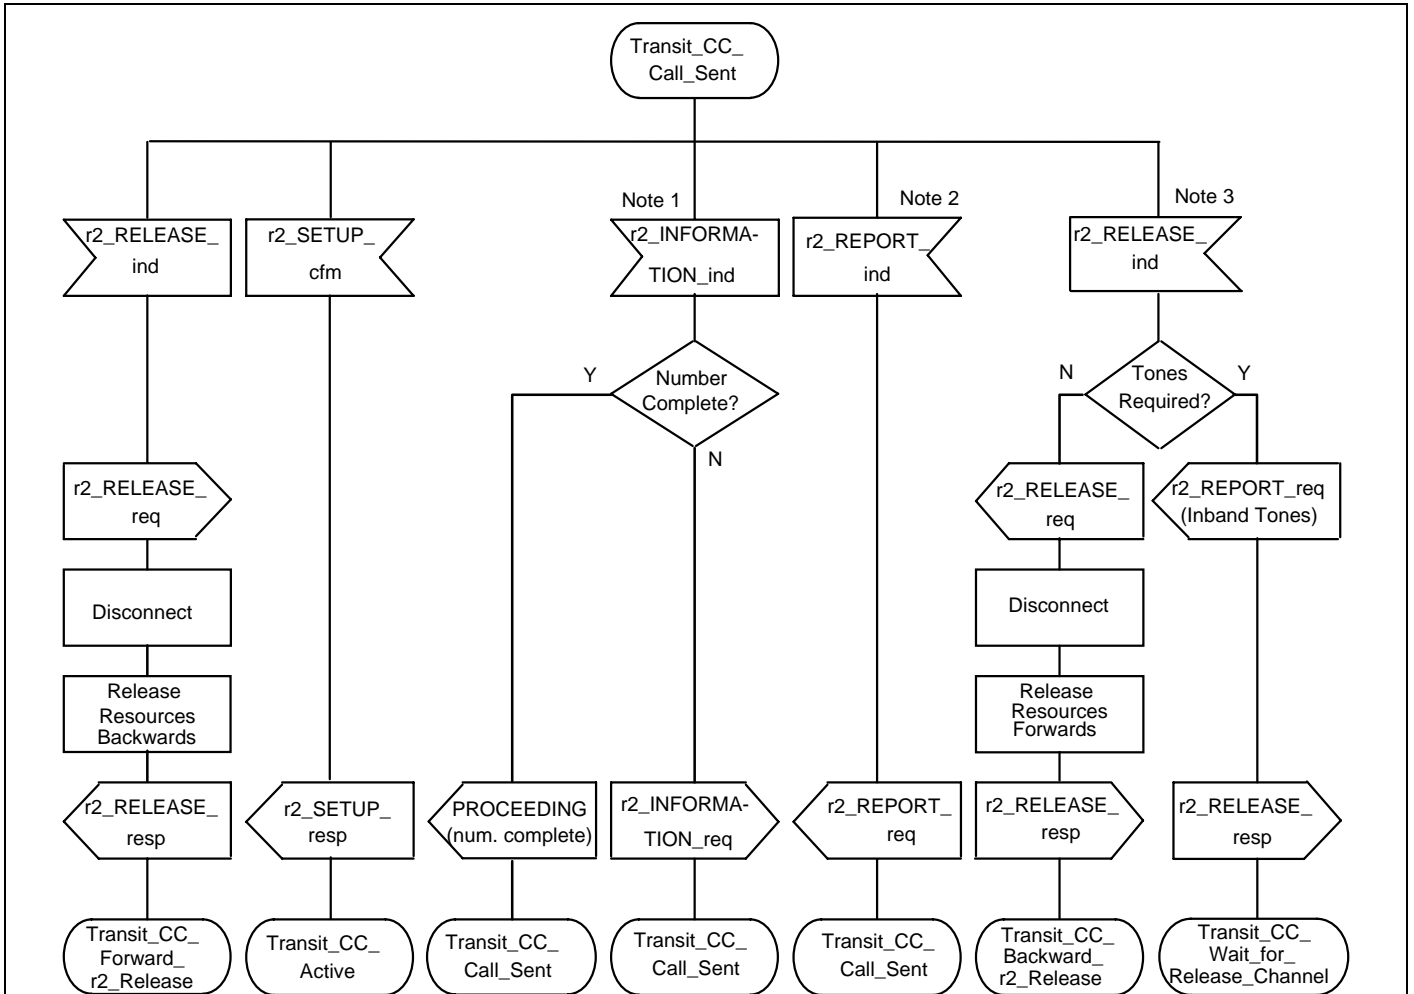 Transit_CC_
Call_Sent
Note 1
Note 2
Note 3
r2_RELEASE_
ind
r2_SETUP_
cfm
r2_INFORMA-
TION_ind
r2_REPORT_
ind
r2_RELEASE_
ind
Y
Number
Complete?
N
N
Tones
Required?
Y
r2_RELEASE_
req
r2_RELEASE_
req
r2_REPORT_req
(Inband Tones)
Disconnect
Disconnect
Release
Resources
Backwards
Release
Resources
Forwards
r2_RELEASE_
resp
r2_SETUP_
resp
PROCEEDING
(num. complete)
r2_INFORMA-
TION_req
r2_REPORT_
req
r2_RELEASE_
resp
r2_RELEASE_
resp
Transit_CC_
Forward_
r2_Release
Transit_CC_
Active
Transit_CC_
Call_Sent
Transit_CC_
Call_Sent
Transit_CC_
Call_Sent
Transit_CC_
Backward_
r2_Release
Transit_CC_
Wait_for_
Release_Channel